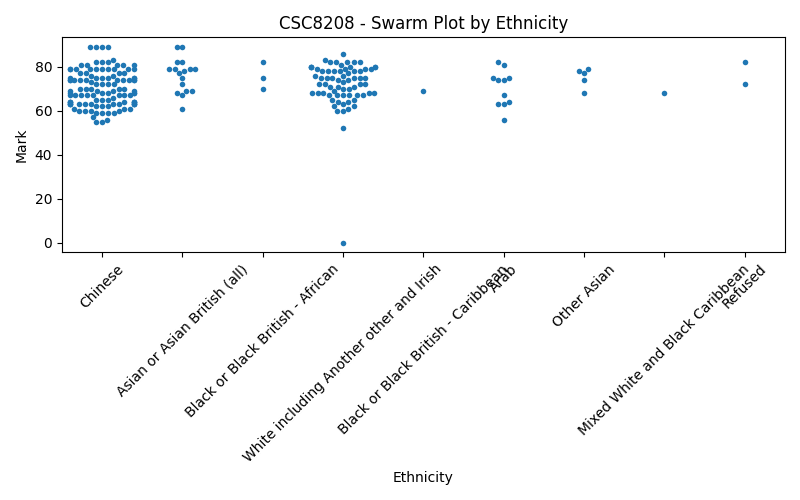 CSC8208 - Swarm Plot by Ethnicity
Mark
80
60
40
20
0
Chinese
Asian or Asian British (all)
Black or Black British - African
White including Another other and Irish
Black or Black British - Caribbean
Arab
Other Asian
Mixed White and Black Caribbean
Refused
Ethnicity